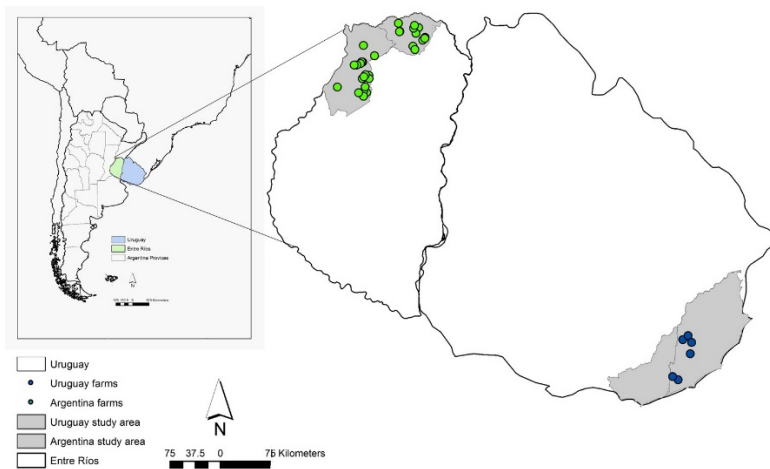 Uruguay
Entre Ríos
Argentina Provises
N
Uruguay
Uruguay farms
Argentina farms
Uruguay study area
Argentina study area
Entre Ríos
N
75 37.5 0 75 Kilometers